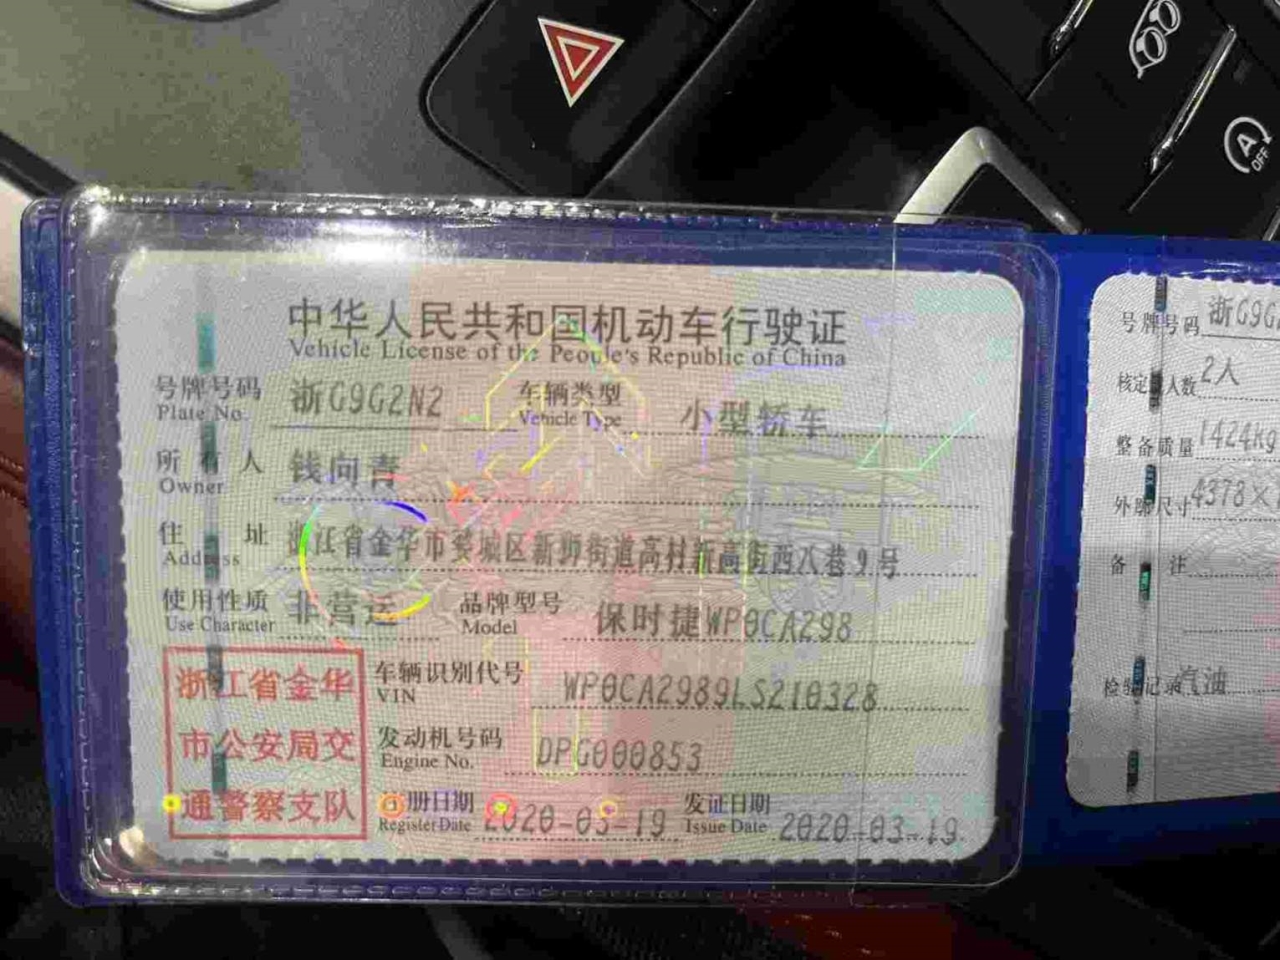 中华人民共和国机动车行驶证
Vehicle License of the People's Republic of China
号牌号码 浙G9G2N2 车辆类型 小型轿车
Plate No. Vehicle Type
所有人 钱向青
Owner
住址 浙江省金华市婺城区新狮街道高村新高街西八巷9号
Address
使用性质 非营运 品牌型号 保时捷WP0CA298
Use Character Model
浙江省金华
市公安局交
通警察支队
车辆识别代号 WP0CA2989LS210328
VIN
发动机号码 DPG000853
Engine No.
册日期 2020-03-19 发证日期 2020-03-19
Register Date Issue Date
号牌号码 浙G9G
核定人数 2人
整备质量 1424kg
外廓尺寸 4378×
备注
检验记录 汽油
A
OFF